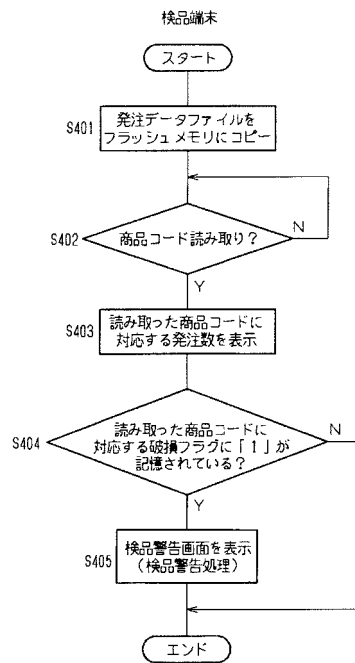 検品端末
スタート
S401
発注データファイルを
フラッシュメモリにコピー
S402
商品コード読み取り？
N
Y
S403
読み取った商品コードに
対応する発注数を表示
S404
読み取った商品コードに
対応する破損フラグに「1」が
記憶されている？
N
Y
S405
検品警告画面を表示
（検品警告処理）
エンド